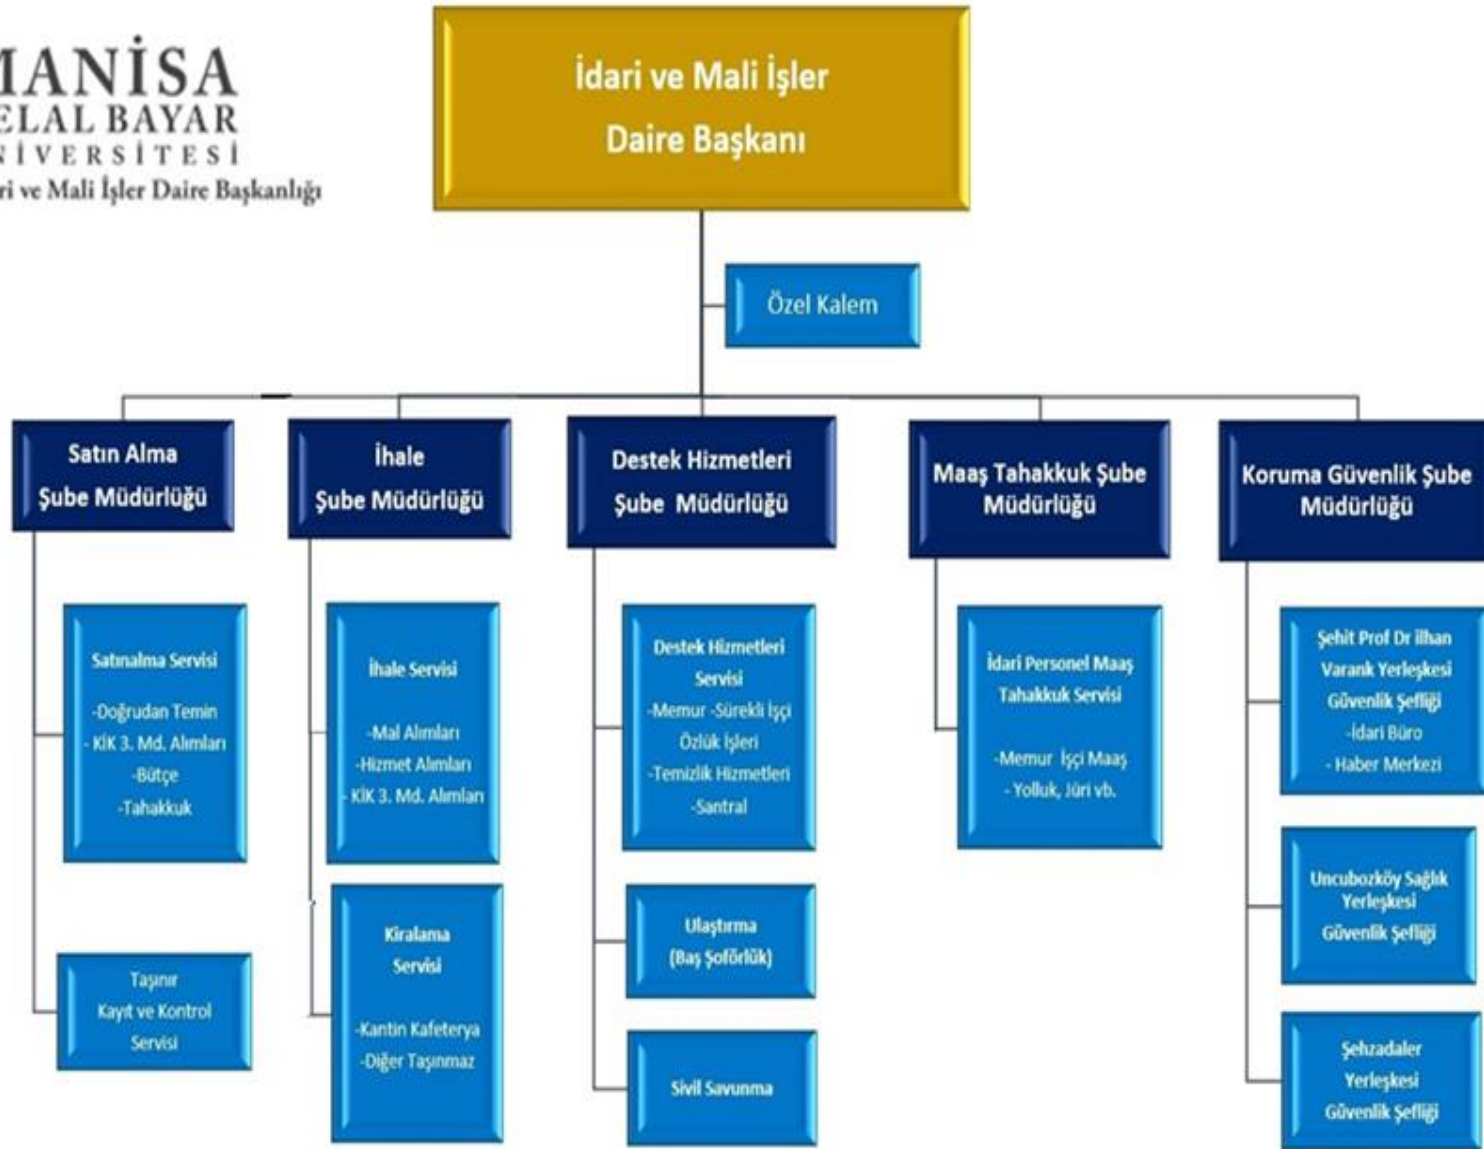 MANİSA
ELAL BAYAR
NİVERSİTESİ
ri ve Mali İşler Daire Başkanlığı
İdari ve Mali İşler
Daire Başkanı
Özel Kalem
Satın Alma
Şube Müdürlüğü
Satınalma Servisi
-Doğrudan Temin
- KİK 3. Md. Alımları
-Bütçe
-Tahakkuk
Taşınır
Kayıt ve Kontrol
Servisi
İhale
Şube Müdürlüğü
İhale Servisi
-Mal Alımları
-Hizmet Alımları
- KİK 3. Md. Alımları
Kiralama
Servisi
-Kantin Kafeterya
-Diğer Taşınmaz
Destek Hizmetleri
Şube Müdürlüğü
Destek Hizmetleri
Servisi
-Memur -Sürekli İşçi
Özlük İşleri
-Temizlik Hizmetleri
-Santral
Ulaştırma
(Baş Şoförlük)
Sivil Savunma
Maaş Tahakkuk Şube
Müdürlüğü
İdari Personel Maaş
Tahakkuk Servisi
-Memur İşçi Maaş
- Yolluk, Jüri vb.
Koruma Güvenlik Şube
Müdürlüğü
Şehit Prof Dr ilhan
Varank Yerleşkesi
Güvenlik Şefliği
-İdari Büro
- Haber Merkezi
Uncubozköy Sağlık
Yerleşkesi
Güvenlik Şefliği
Şehzadaler
Yerleşkesi
Güvenlik Şefliği